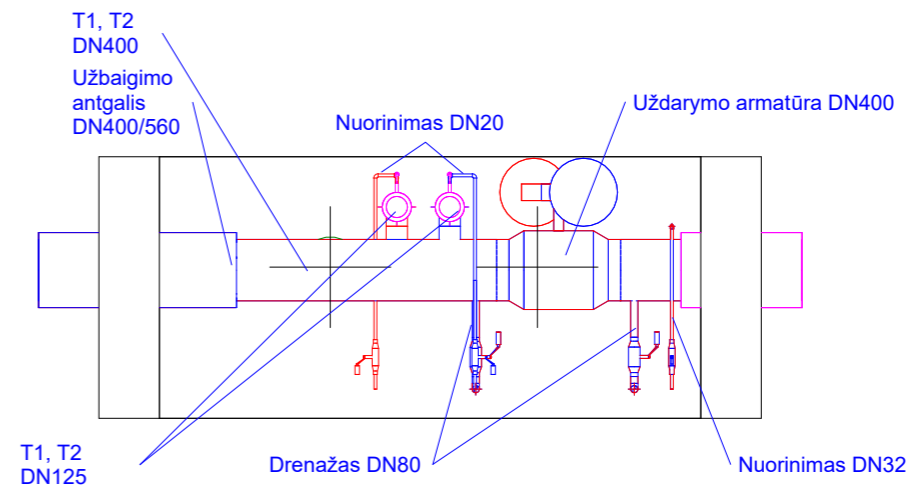 T1, T2
DN400
Užbaigimo
antgalis
DN400/560
Nuorinimas DN20
Uždarymo armatūra DN400
T1, T2
DN125
Drenažas DN80
Nuorinimas DN32